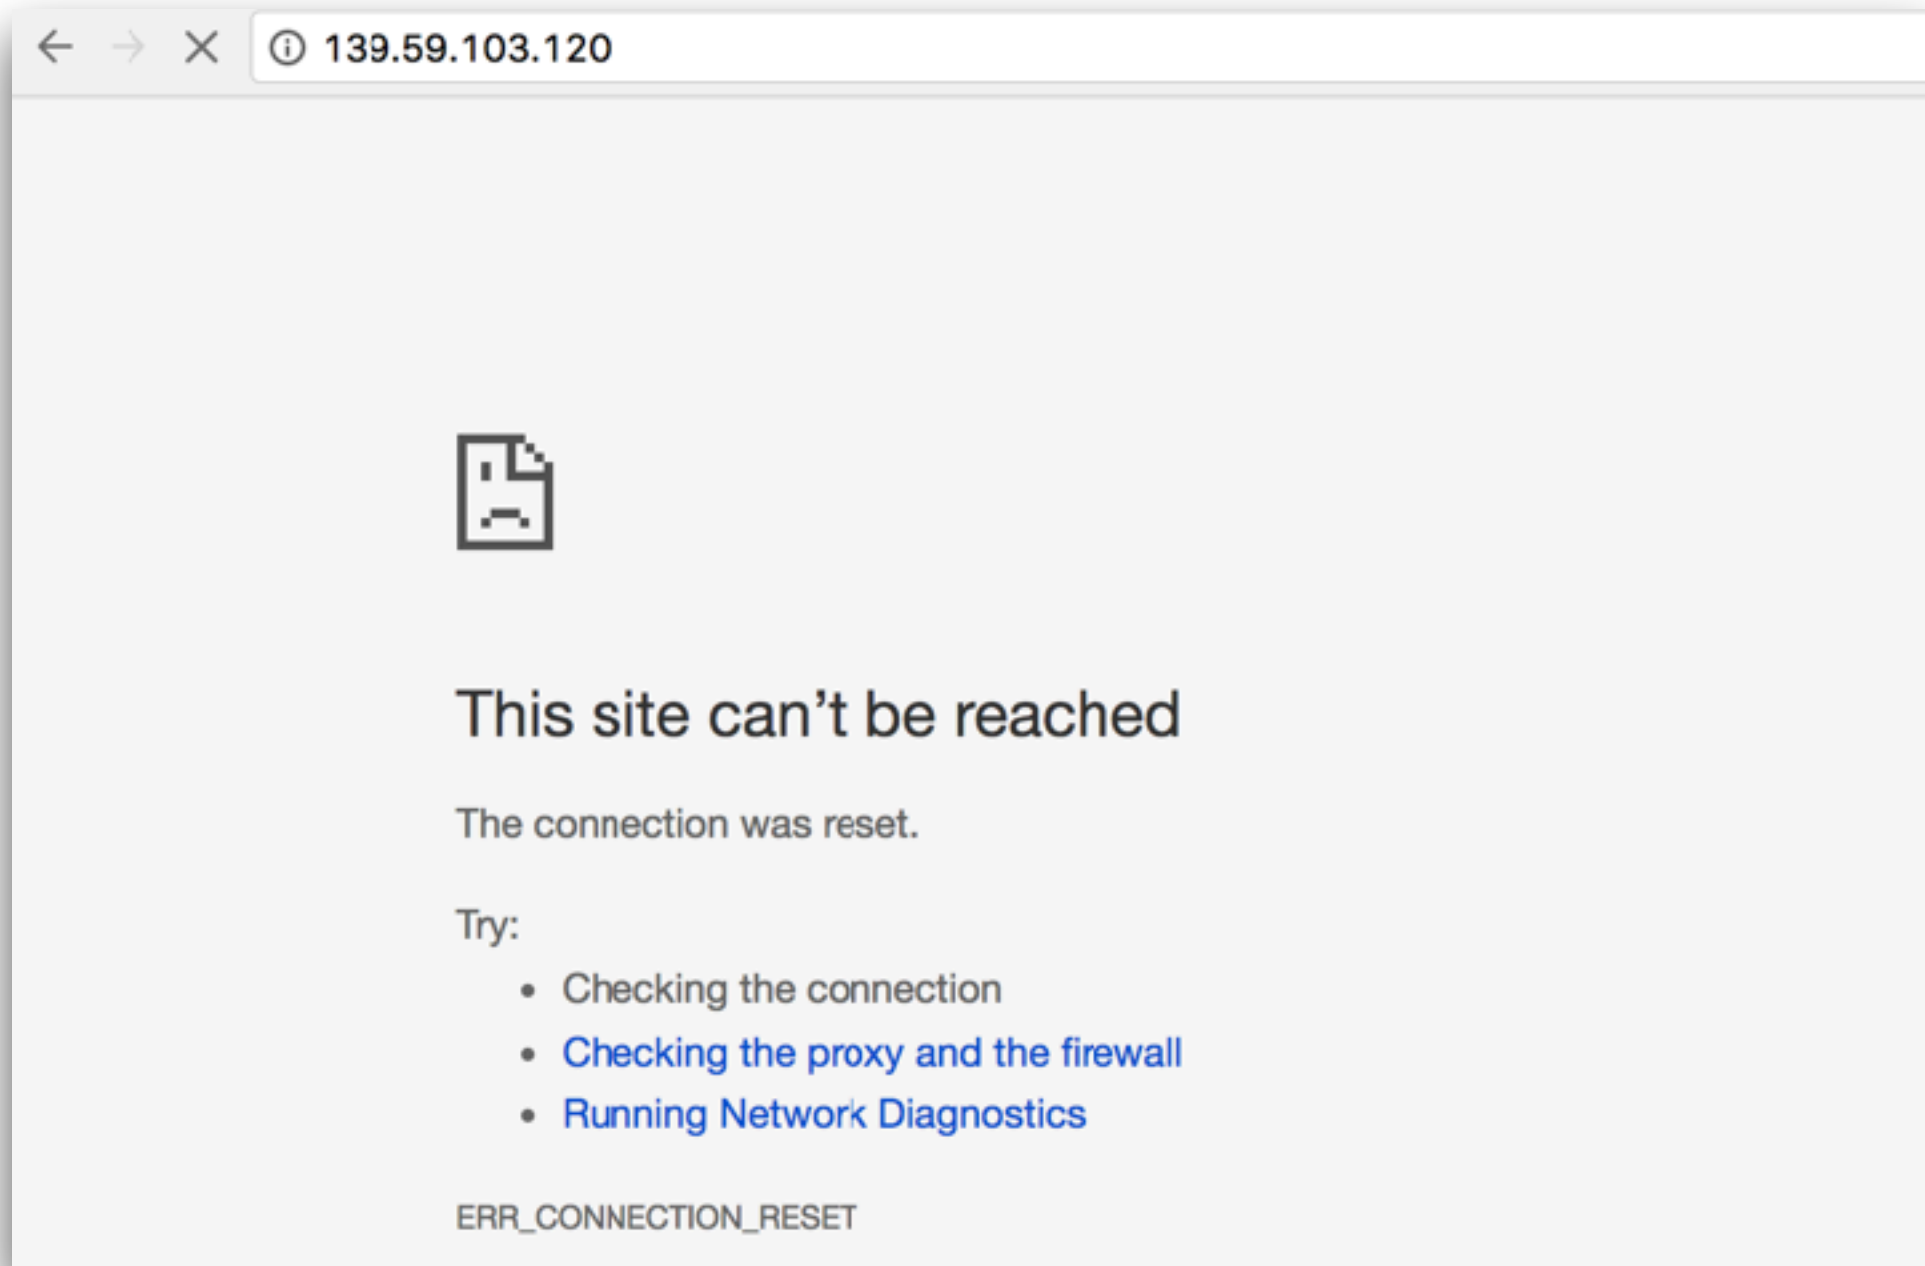 139.59.103.120
This site can’t be reached
The connection was reset.
Try:
• Checking the connection
• Checking the proxy and the firewall
• Running Network Diagnostics
ERR_CONNECTION_RESET